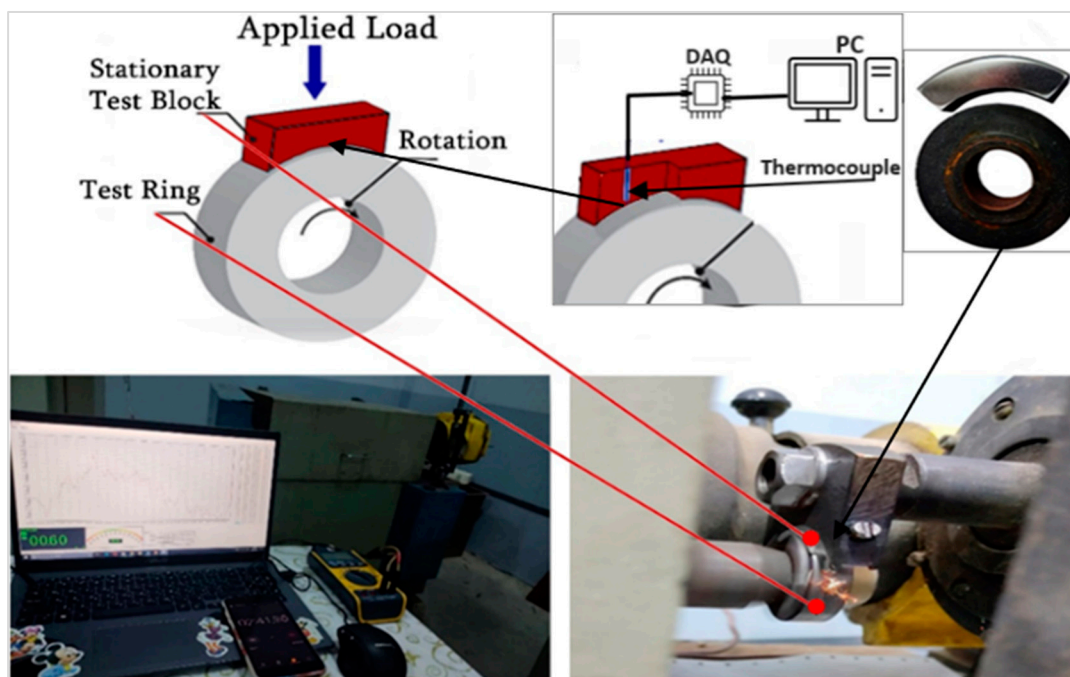 Applied Load
Stationary
Test Block
Rotation
Test Ring
DAQ
PC
Thermocouple
0060